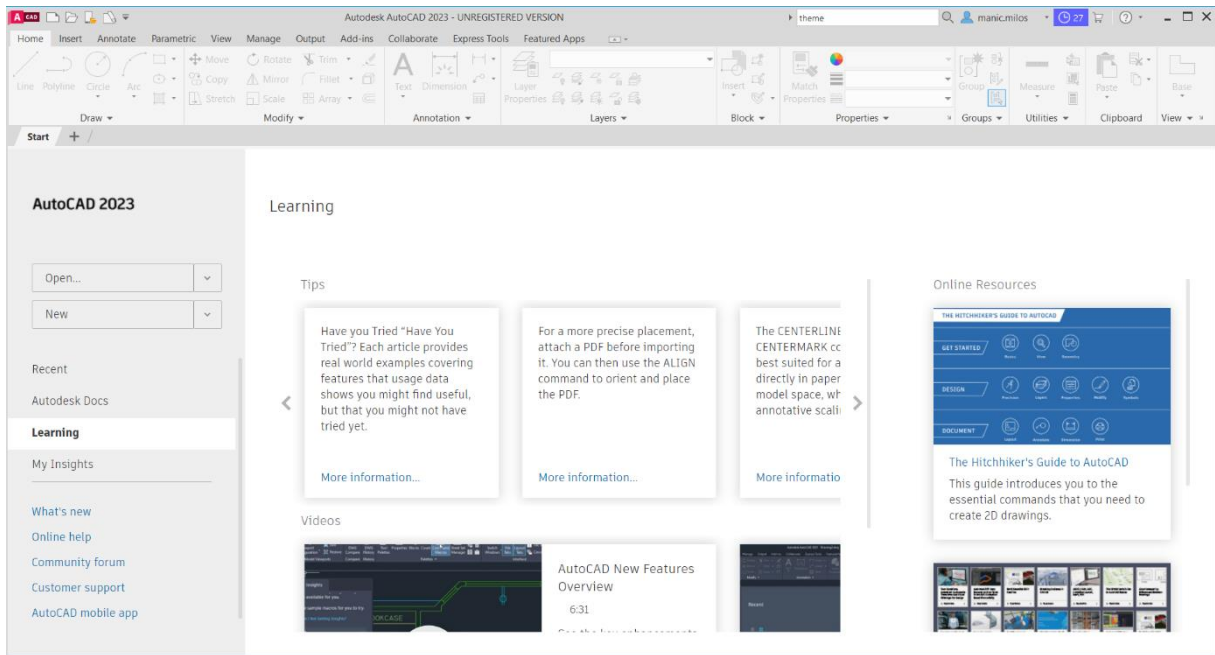 A CAD Autodesk AutoCAD 2023 - UNREGISTERED VERSION theme manic.milos 27
Home Insert Annotate Parametric View Manage Output Add-ins Collaborate Express Tools Featured Apps
Move Rotate Trim
Copy Mirror Fillet
Stretch Scale Array
Line Polyline Circle Arc Text Dimension Layer Properties Insert Match Properties Group Measure Paste Base
Draw Modify Annotation Layers Block Properties Groups Utilities Clipboard View
Start
AutoCAD 2023
Open...
New
Recent
Autodesk Docs
Learning
My Insights
What's new
Online help
Community forum
Customer support
AutoCAD mobile app
Learning
Tips
Have you Tried “Have You
Tried”? Each article provides
real world examples covering
features that usage data
shows you might find useful,
but that you might not have
tried yet.
More information...
For a more precise placement,
attach a PDF before importing
it. You can then use the ALIGN
command to orient and place
the PDF.
More information...
The CENTERLINE
CENTERMARK co
best suited for a
directly in paper
model space, wh
annotative scali
More informatio
Videos
AutoCAD New Features
Overview
6:31
Online Resources
THE HITCHHIKER'S GUIDE TO AUTOCAD
GET STARTED
DESIGN
DOCUMENT
The Hitchhiker's Guide to AutoCAD
This guide introduces you to the
essential commands that you need to
create 2D drawings.